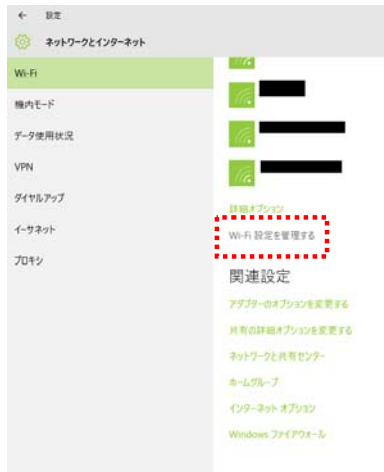 ← 設定
ネットワークとインターネット
Wi-Fi
機内モード
データ使用状況
VPN
ダイヤルアップ
イーサネット
プロキシ
詳細オプション
Wi-Fi 設定を管理する
関連設定
アダプターのオプションを変更する
共有の詳細オプションを変更する
ネットワークと共有センター
ホームグループ
インターネット オプション
Windows ファイアウォール